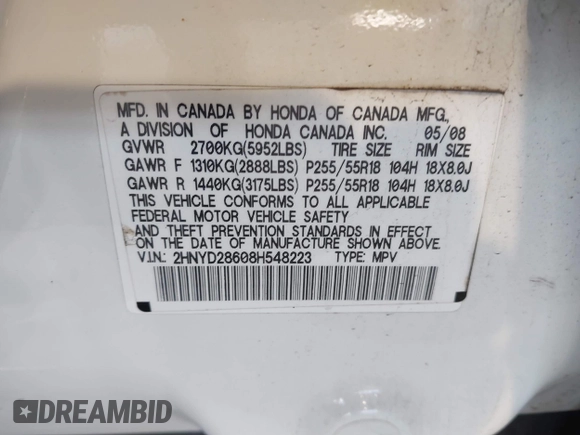 MFD. IN CANADA BY HONDA OF CANADA MFG.,
A DIVISION OF HONDA CANADA INC. 05/08
GVWR 2700KG(5952LBS) TIRE SIZE RIM SIZE
GAWR F 1310KG(2888LBS) P255/55R18 104H 18X8.0J
GAWR R 1440KG(3175LBS) P255/55R18 104H 18X8.0J
THIS VEHICLE CONFORMS TO ALL APPLICABLE
FEDERAL MOTOR VEHICLE SAFETY
AND THEFT PREVENTION STANDARDS IN EFFECT
ON THE DATE OF MANUFACTURE SHOWN ABOVE.
V.I.N.: 2HNYD28608H548223 TYPE: MPV
DREAMBID